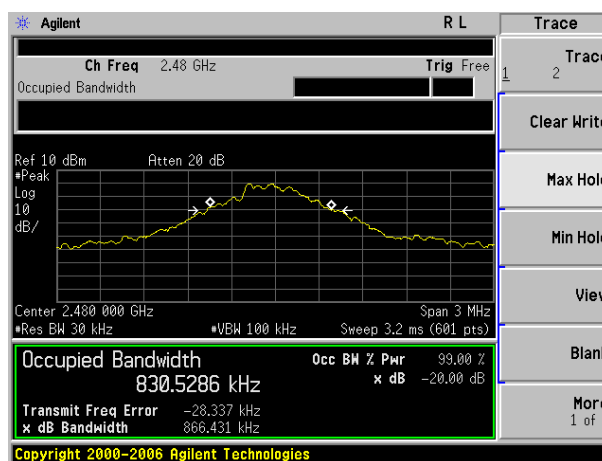 Agilent R L Trace
Ch Freq 2.48 GHz Trig Free
Occupied Bandwidth
Trace
1 2
Clear Write
Max Hold
Min Hold
View
Blank
More
1 of
Ref 10 dBm Atten 20 dB
#Peak
Log
10
dB/
Center 2.480 000 GHz Span 3 MHz
#Res BW 30 kHz #VBW 100 kHz Sweep 3.2 ms (601 pts)
Occupied Bandwidth Occ BW % Pwr 99.00 %
830.5286 kHz x dB -20.00 dB
Transmit Freq Error -28.337 kHz
x dB Bandwidth 866.431 kHz
Copyright 2000-2006 Agilent Technologies